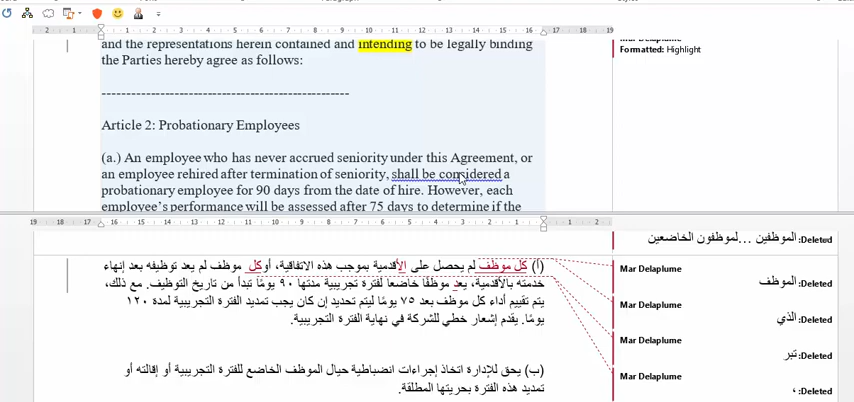 Mar Delaplume
Formatted: Highlight
and the representations herein contained and intending to be legally binding
the Parties hereby agree as follows:
--------------------------------------------------
Article 2: Probationary Employees
(a.) An employee who has never accrued seniority under this Agreement, or
an employee rehired after termination of seniority, shall be considered a
probationary employee for 90 days from the date of hire. However, each
employee's performance will be assessed after 75 days to determine if the
Deleted: الموظفين ...لموظفون الخاضعين
(أ) كل موظف لم يحصل على الأقدمية بموجب هذه الاتفاقية، أو كل موظف لم يعد توظيفه بعد إنهاء
خدمته بالأقدمية، يعد موظفًا خاضعا لفترة تجريبية مدتها ٩٠ يومًا تبدأ من تاريخ التوظيف. مع ذلك،
يتم تقييم أداء كل موظف بعد ٧٥ يومًا ليتم تحديد إن كان يجب تمديد الفترة التجريبية لمدة ١٢٠
يومًا. يقدم إشعار خطي للشركة في نهاية الفترة التجريبية.
(ب) يحق للإدارة اتخاذ إجراءات انضباطية حيال الموظف الخاضع للفترة التجريبية أو إقالته أو
تمديد هذه الفترة بحريتها المطلقة.
Mar Delaplume
Deleted: الموظف
Mar Delaplume
Deleted: الذي
Mar Delaplume
Deleted: تبر
Mar Delaplume
Deleted: ،